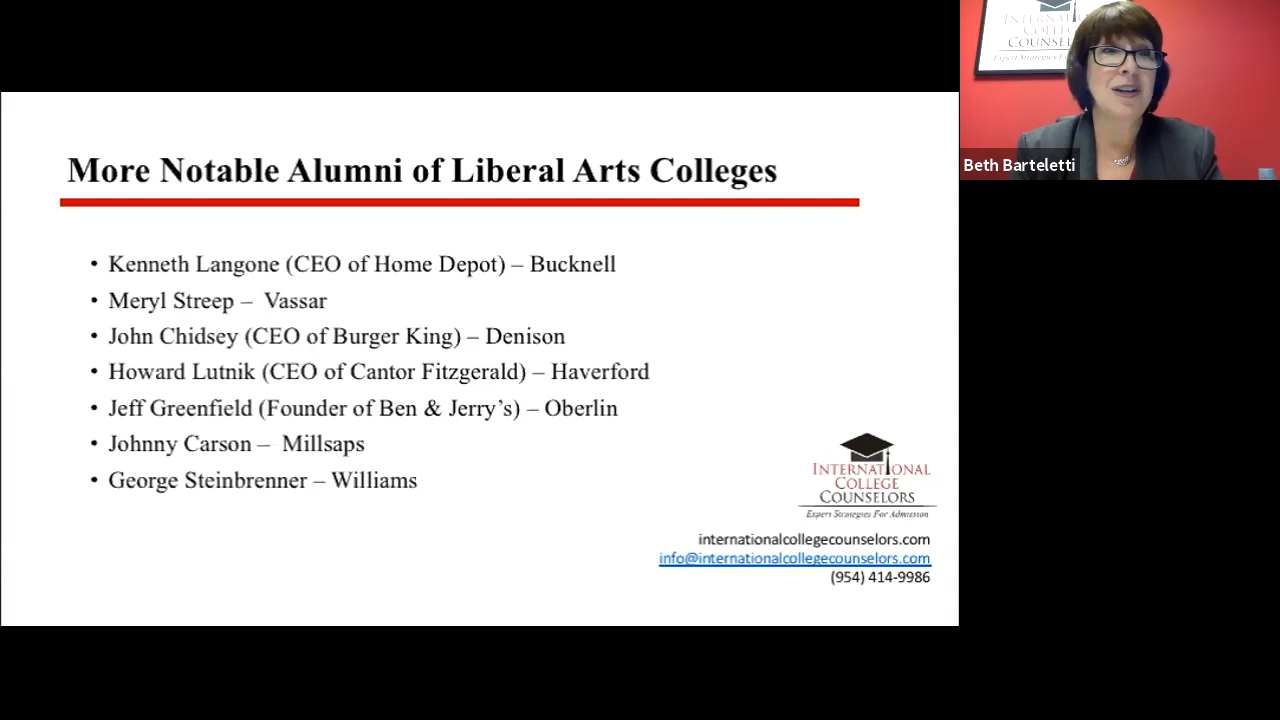 More Notable Alumni of Liberal Arts Colleges
• Kenneth Langone (CEO of Home Depot) – Bucknell
• Meryl Streep – Vassar
• John Chidsey (CEO of Burger King) – Denison
• Howard Lutnik (CEO of Cantor Fitzgerald) – Haverford
• Jeff Greenfield (Founder of Ben & Jerry’s) – Oberlin
• Johnny Carson – Millsaps
• George Steinbrenner – Williams
INTERNATIONAL
COLLEGE
COUNSELORS
Expert Strategies For Admission
internationalcollegecounselors.com
info@internationalcollegecounselors.com
(954) 414-9986
COUNSELORS
Expert Strategies
Beth Barteletti